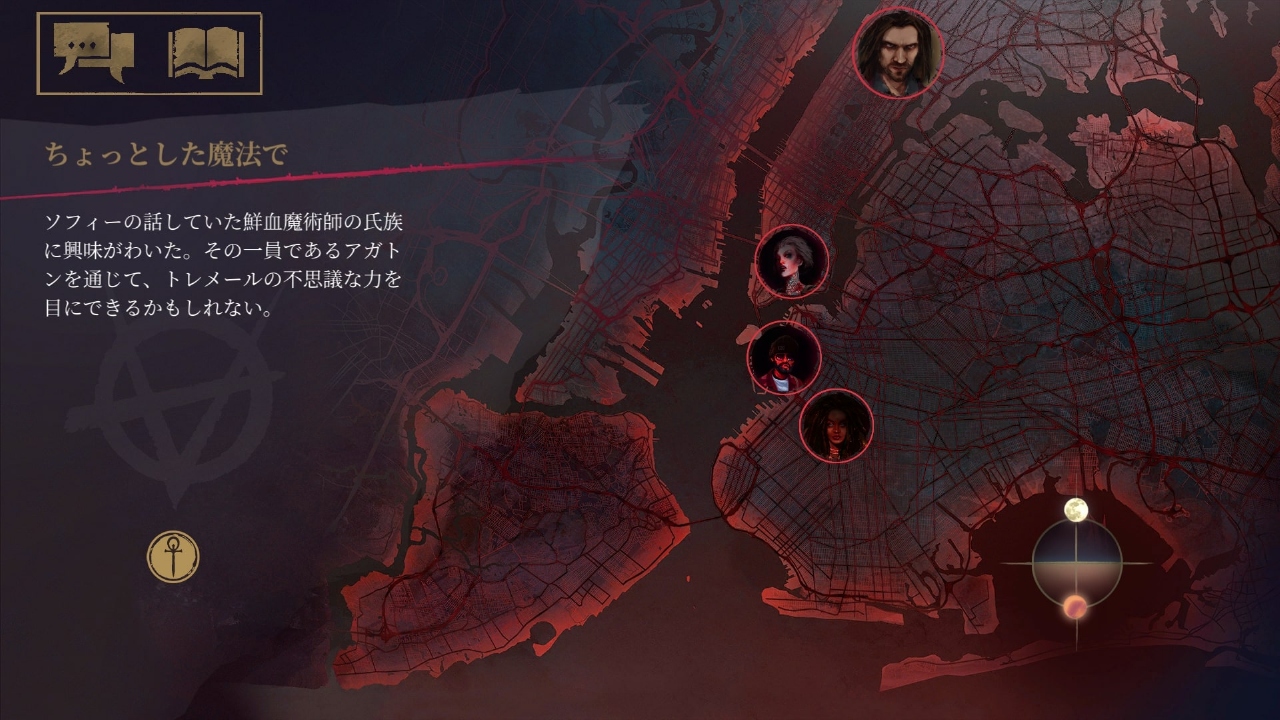 ちょっとした魔法で
ソフィーの話していた鮮血魔術師の氏族
に興味がわいた。その一員であるアガト
ンを通じて、トレメールの不思議な力を
目にできるかもしれない。